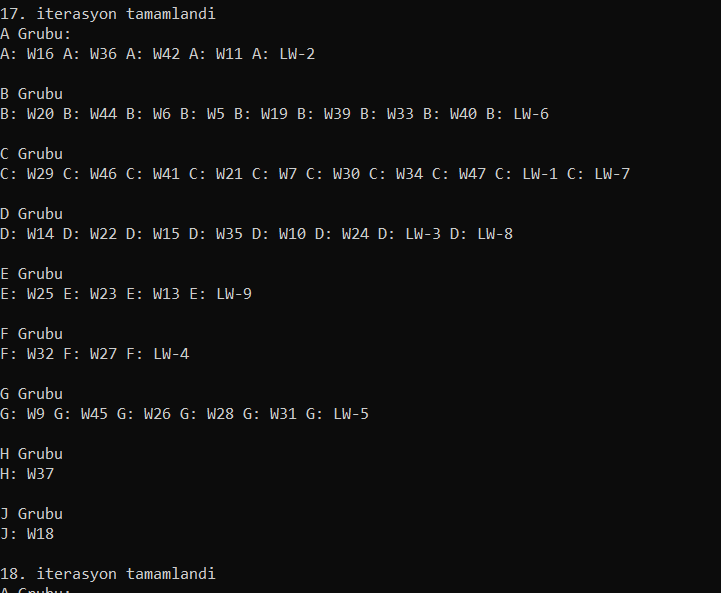 17. iterasyon tamamlandi
A Grubu:
A: W16 A: W36 A: W42 A: W11 A: LW-2
B Grubu
B: W20 B: W44 B: W6 B: W5 B: W19 B: W39 B: W33 B: W40 B: LW-6
C Grubu
C: W29 C: W46 C: W41 C: W21 C: W7 C: W30 C: W34 C: W47 C: LW-1 C: LW-7
D Grubu
D: W14 D: W22 D: W15 D: W35 D: W10 D: W24 D: LW-3 D: LW-8
E Grubu
E: W25 E: W23 E: W13 E: LW-9
F Grubu
F: W32 F: W27 F: LW-4
G Grubu
G: W9 G: W45 G: W26 G: W28 G: W31 G: LW-5
H Grubu
H: W37
J Grubu
J: W18
18. iterasyon tamamlandi
A Grubu: